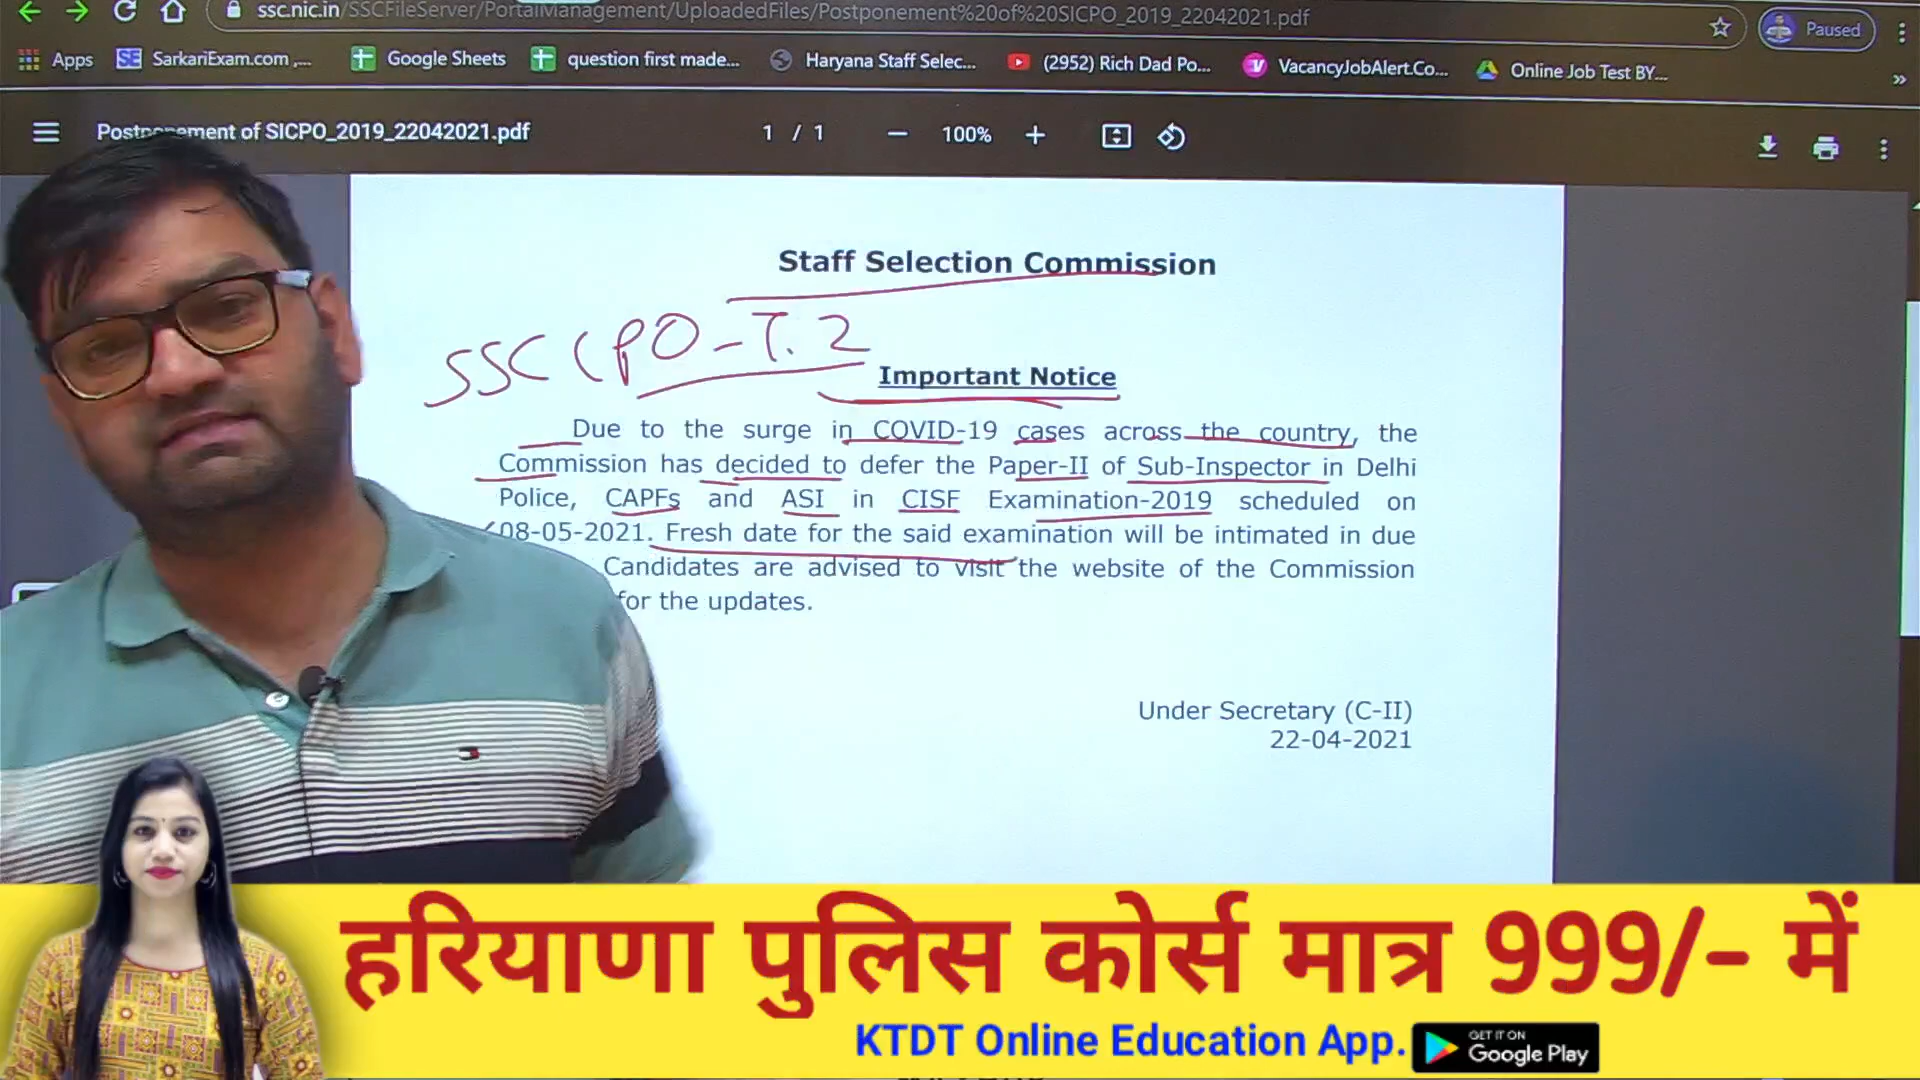 ssc.nic.in/SSCFileServer/PortalManagement/UploadedFiles/Postponement%20of%20SICPO_2019_22042021.pdf
Paused
Apps
SE SarkariExam.com ,...
Google Sheets
question first made...
Haryana Staff Selec...
(2952) Rich Dad Po...
VacancyJobAlert.Co...
Online Job Test BY...
»
Postponement of SICPO_2019_22042021.pdf
1 / 1
— 100% +
Staff Selection Commission
SSC CPO - T. 2
Important Notice
Due to the surge in COVID-19 cases across the country, the
Commission has decided to defer the Paper-II of Sub-Inspector in Delhi
Police, CAPFs and ASI in CISF Examination-2019 scheduled on
08-05-2021. Fresh date for the said examination will be intimated in due
Candidates are advised to visit the website of the Commission
for the updates.
Under Secretary (C-II)
22-04-2021
हरियाणा पुलिस कोर्स मात्र 999/- में
KTDT Online Education App.
GET IT ON
Google Play